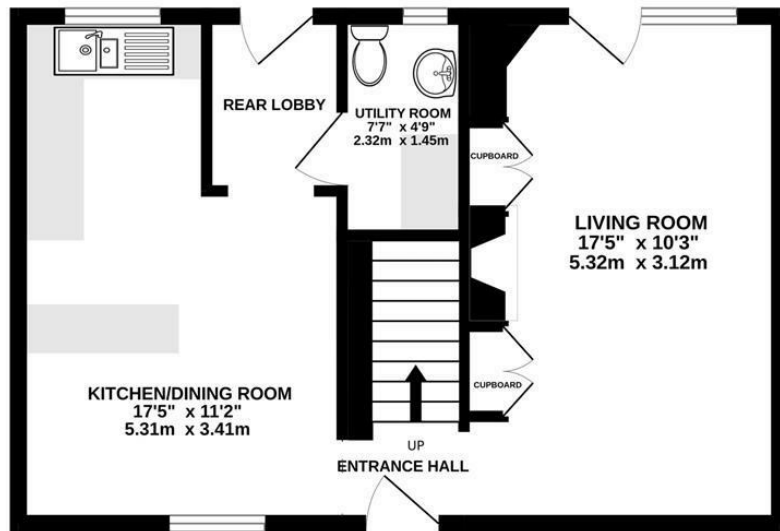 REAR LOBBY
UTILITY ROOM
7'7" x 4'9"
2.32m x 1.45m
CUPBOARD
LIVING ROOM
17'5" x 10'3"
5.32m x 3.12m
CUPBOARD
KITCHEN/DINING ROOM
17'5" x 11'2"
5.31m x 3.41m
UP
ENTRANCE HALL